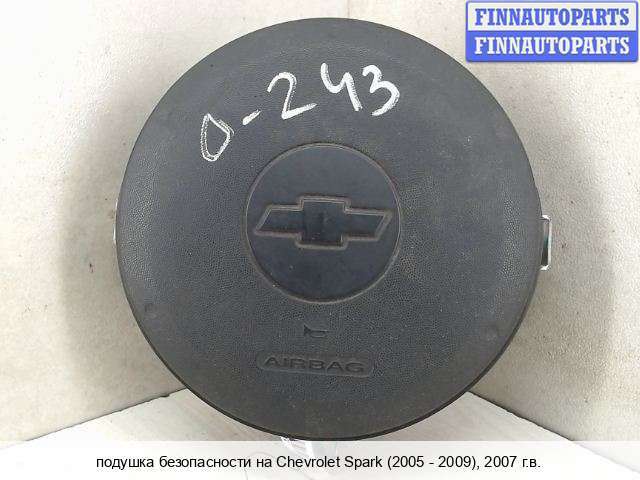 FINNAUTOPARTS
FINNAUTOPARTS
0-243
AIRBAG
подушка безопасности на Chevrolet Spark (2005 - 2009), 2007 г.в.